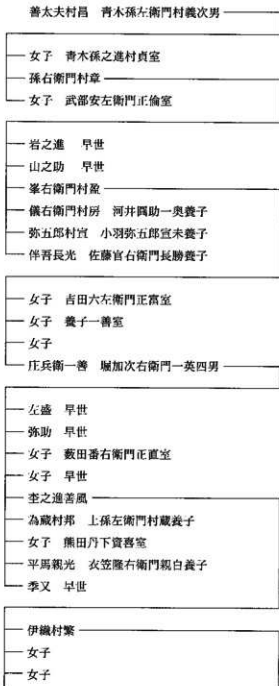 善太夫村昌 青木孫左衛門村義次男
女子 青木孫之進村貞室
孫右衛門村章
女子 武部安左衛門正倫室
岩之進 早世
山之助 早世
峯右衛門村盈
儀右衛門村房 河井圓助一奥養子
弥五郎村宣 小羽弥五郎宣未養子
伴吾長光 佐藤官右衛門長勝養子
女子 吉田六左衛門正富室
女子 養子一善室
女子
庄兵衛一善 堀加次右衛門一英四男
左盛 早世
弥助 早世
女子 薮田番右衛門正直室
女子 早世
杢之進善風
為蔵村邦 上孫左衛門村蔵養子
女子 熊田丹下資喜室
平馬親光 衣笠隆右衛門親白養子
季又 早世
伊織村繁
女子
女子